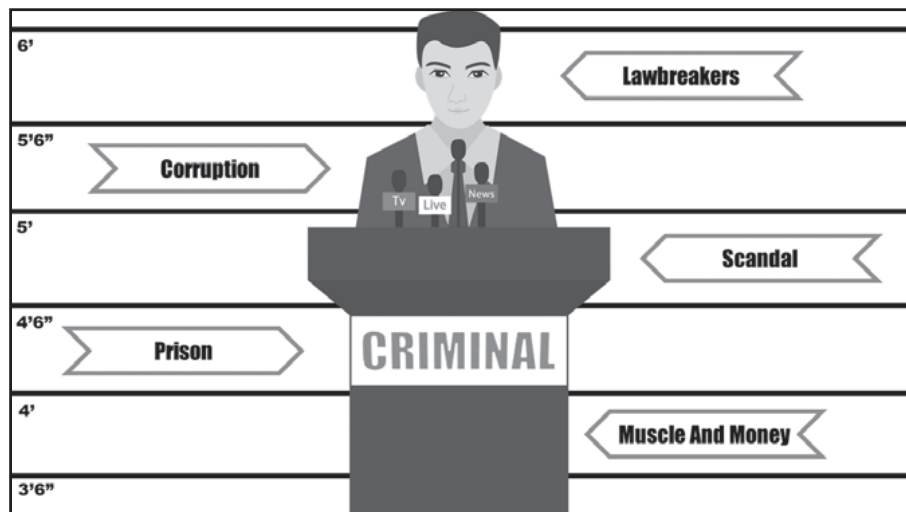 6’
Lawbreakers
5’6”
Corruption
Tv
Live
News
5’
Scandal
4’6”
Prison
CRIMINAL
4’
Muscle And Money
3’6”